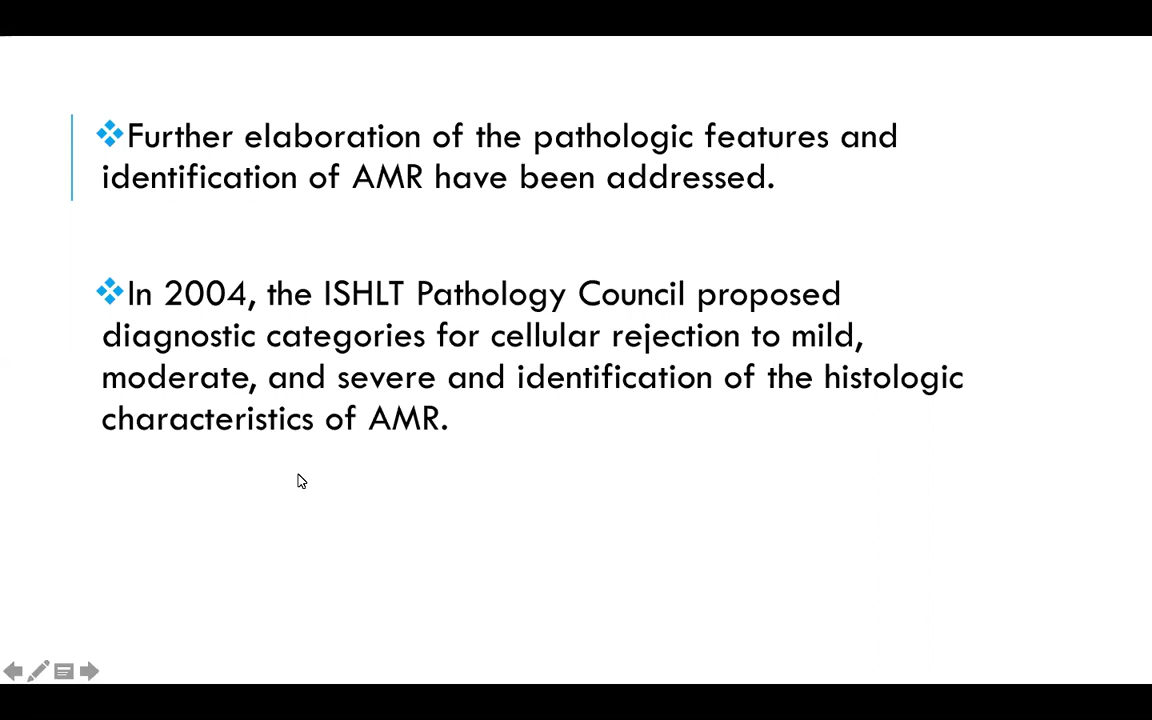 Further elaboration of the pathologic features and
identification of AMR have been addressed.
In 2004, the ISHLT Pathology Council proposed
diagnostic categories for cellular rejection to mild,
moderate, and severe and identification of the histologic
characteristics of AMR.